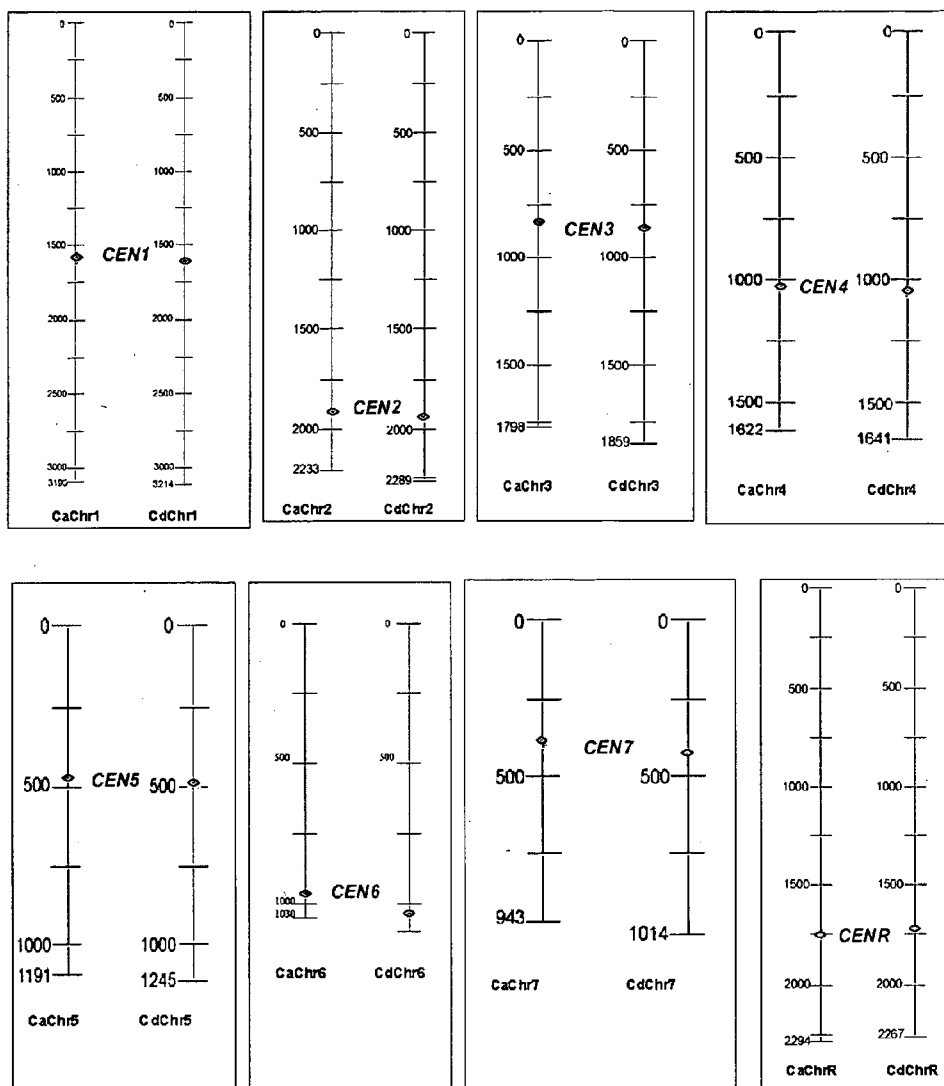 0 0
500 500
1000 1000
1500 CEN1 1500
2000 2000
2500 2500
3000 3000
3214
CaChr1 CdChr1
0 0
500 500
1000 1000
1500 1500
CEN2
2000 2000
2233 2289
CaChr2 CdChr2
0 0
500 500
CEN3
1000 1000
1500 1500
1798 1859
CaChr3 CdChr3
0 0
500 500
1000 CEN4 1000
1500 1500
1622 1641
CaChr4 CdChr4
0 0
500 CEN5 500
1000 1000
1191 1245
CaChr5 CdChr5
0 0
500 500
CEN6
1000
1030
CaChr6 CdChr6
0 0
CEN7
500 500
943 1014
CaChr7 CdChr7
0 0
500 500
1000 1000
1500 1500
CENR
2000 2000
2294 2267
CaChrR CdChrR